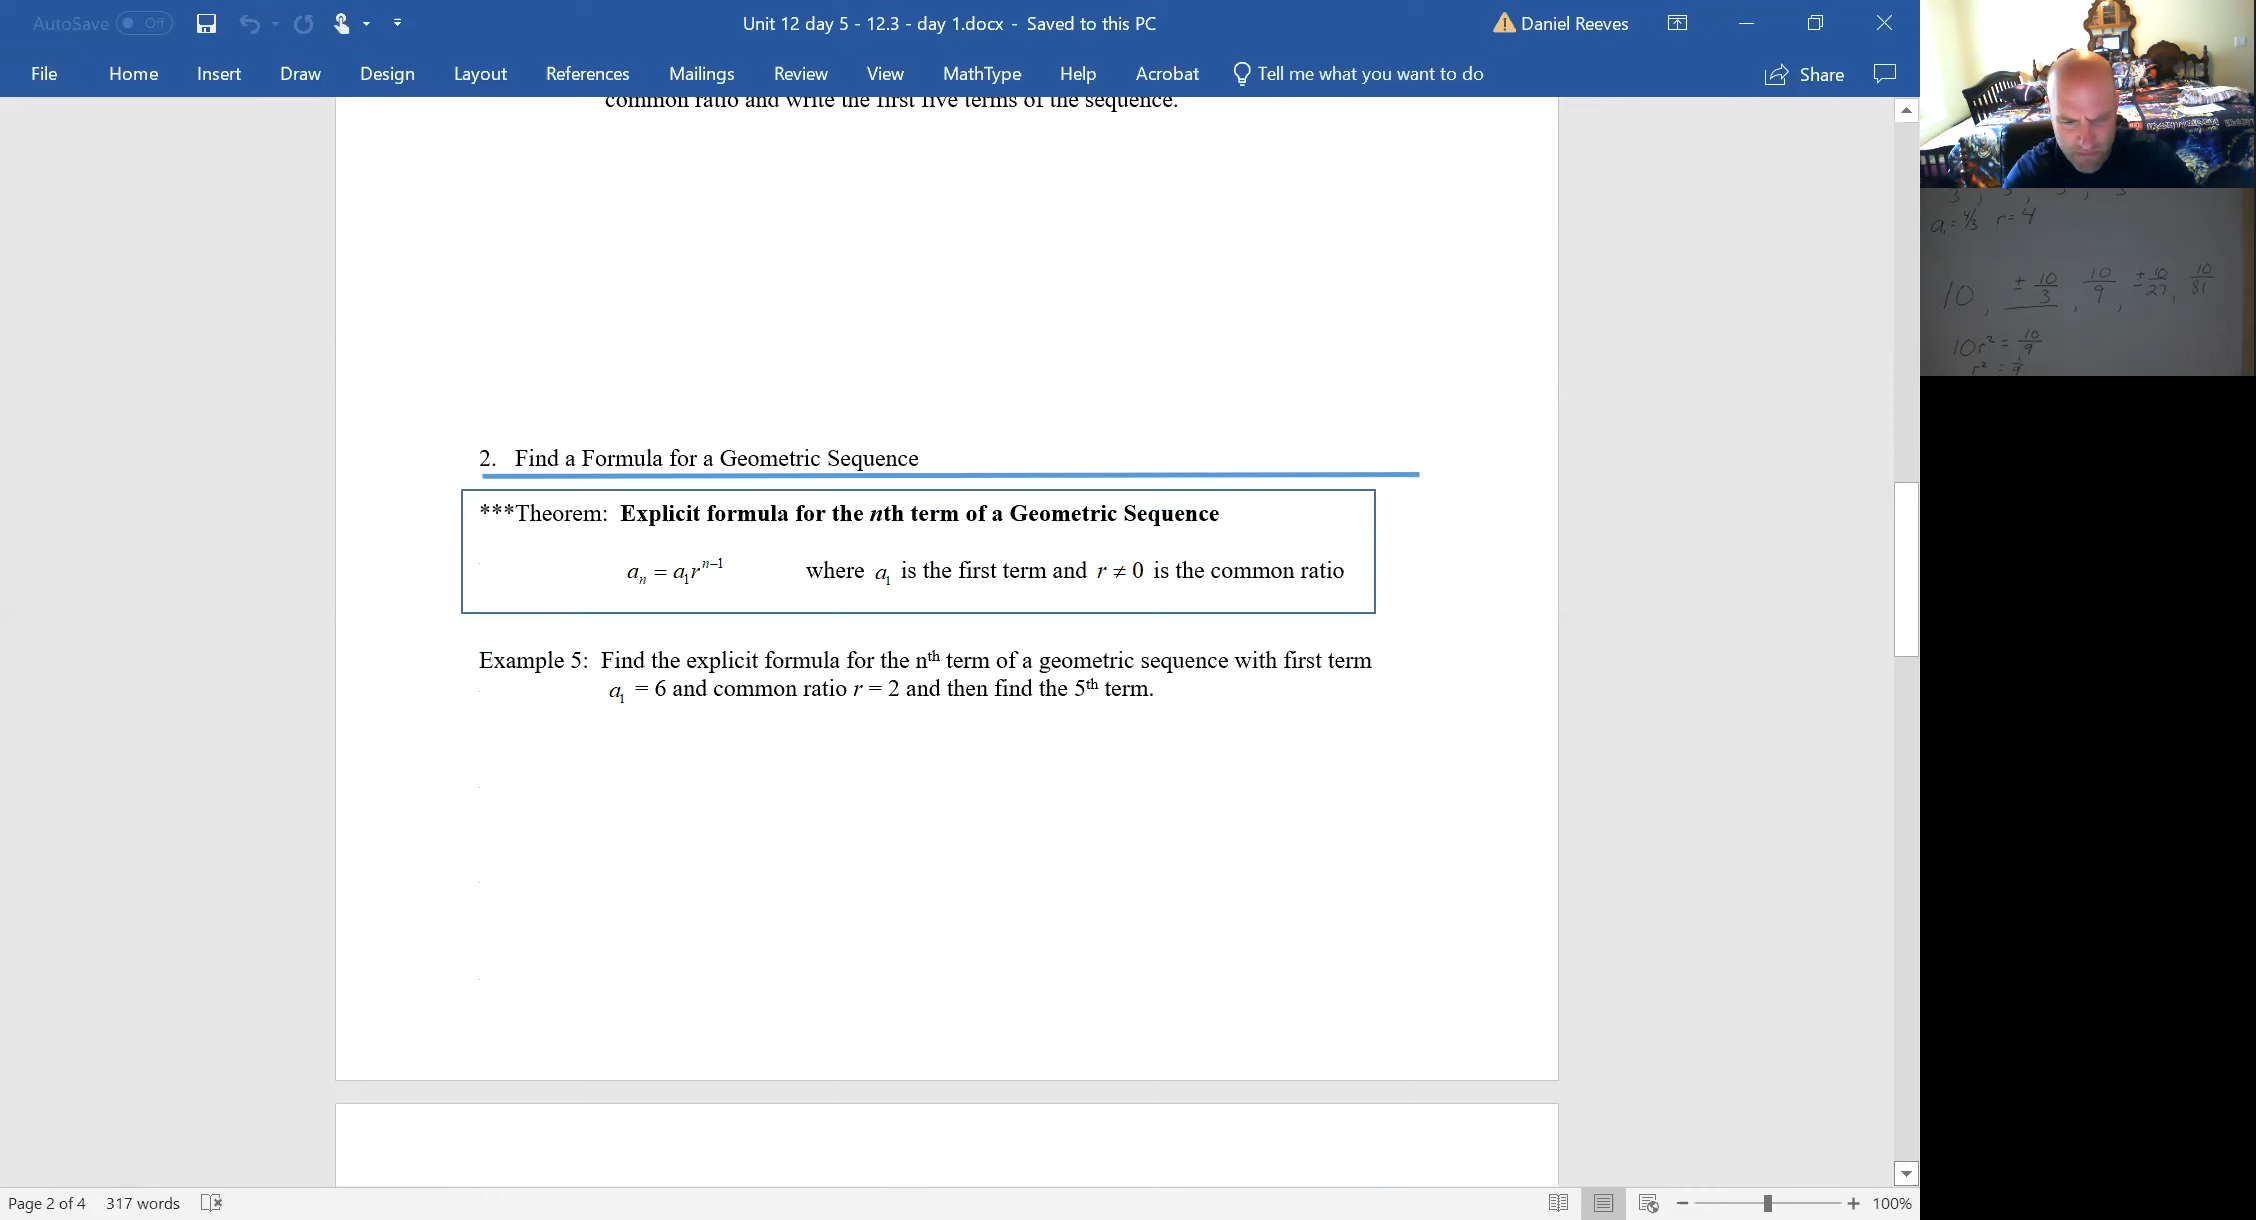 AutoSave Off Unit 12 day 5 - 12.3 - day 1.docx - Saved to this PC Daniel Reeves
File Home Insert Draw Design Layout References Mailings Review View MathType Help Acrobat Tell me what you want to do Share
common ratio and write the first five terms of the sequence.
2. Find a Formula for a Geometric Sequence
***Theorem: Explicit formula for the nth term of a Geometric Sequence
aₙ = a₁rⁿ⁻¹ where a₁ is the first term and r ≠ 0 is the common ratio
Example 5: Find the explicit formula for the nᵗʰ term of a geometric sequence with first term
a₁ = 6 and common ratio r = 2 and then find the 5ᵗʰ term.
a₁ = 4/3 r = 4
10, ± 10/3, 10/9, ± 10/27, 10/81
10r² = 10/9
r² = 1/9
Page 2 of 4 317 words 100%